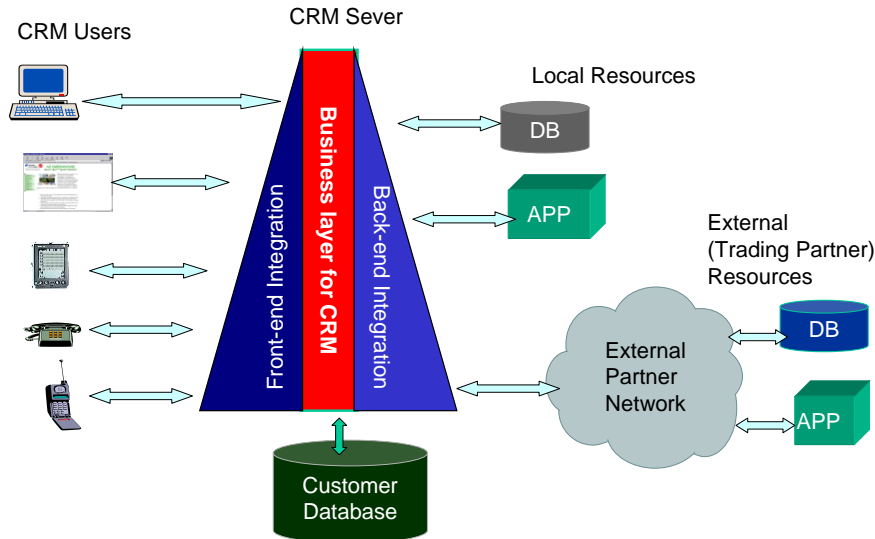 CRM Users
CRM Sever
Local Resources
DB
APP
External
(Trading Partner)
Resources
DB
APP
Front-end Integration
Business layer for CRM
Back-end Integration
External
Partner
Network
Customer
Database